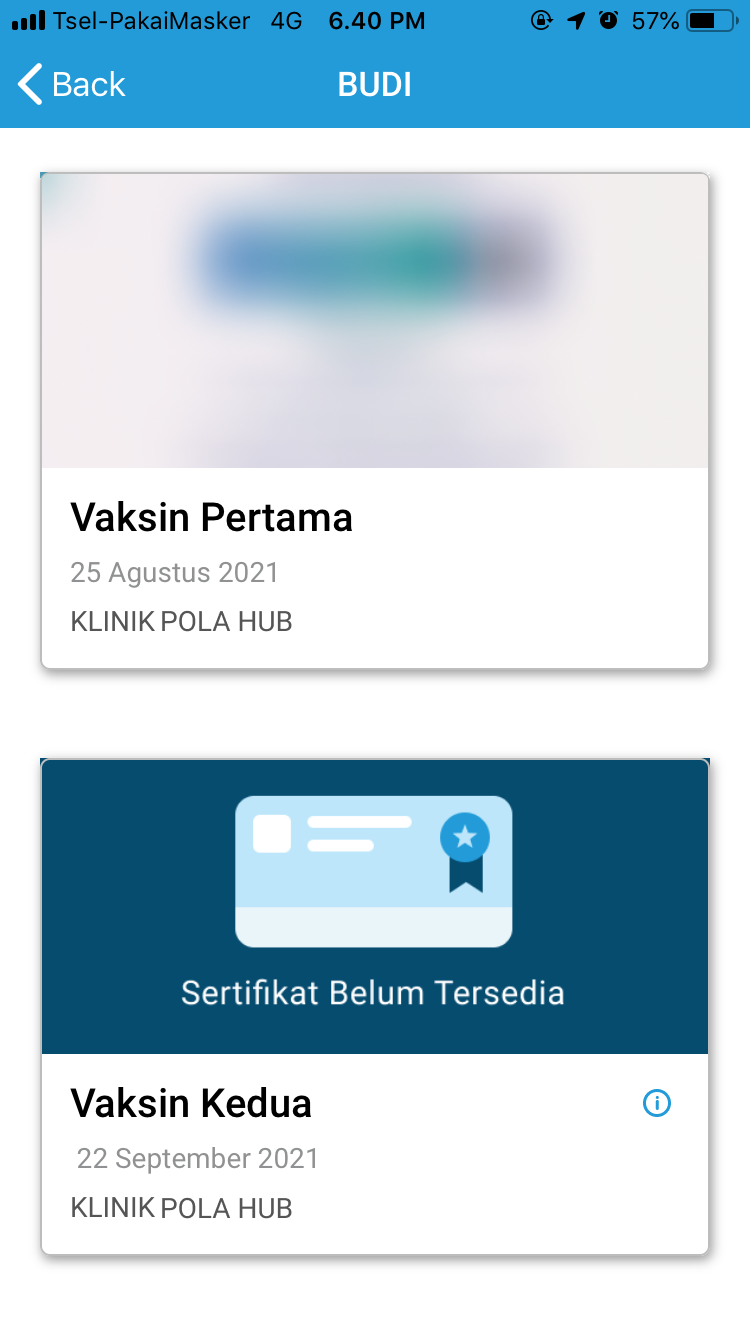 Tsel-PakaiMasker 4G 6.40 PM 57%
Back BUDI
Vaksin Pertama
25 Agustus 2021
KLINIK POLA HUB
Sertifikat Belum Tersedia
Vaksin Kedua
22 September 2021
KLINIK POLA HUB